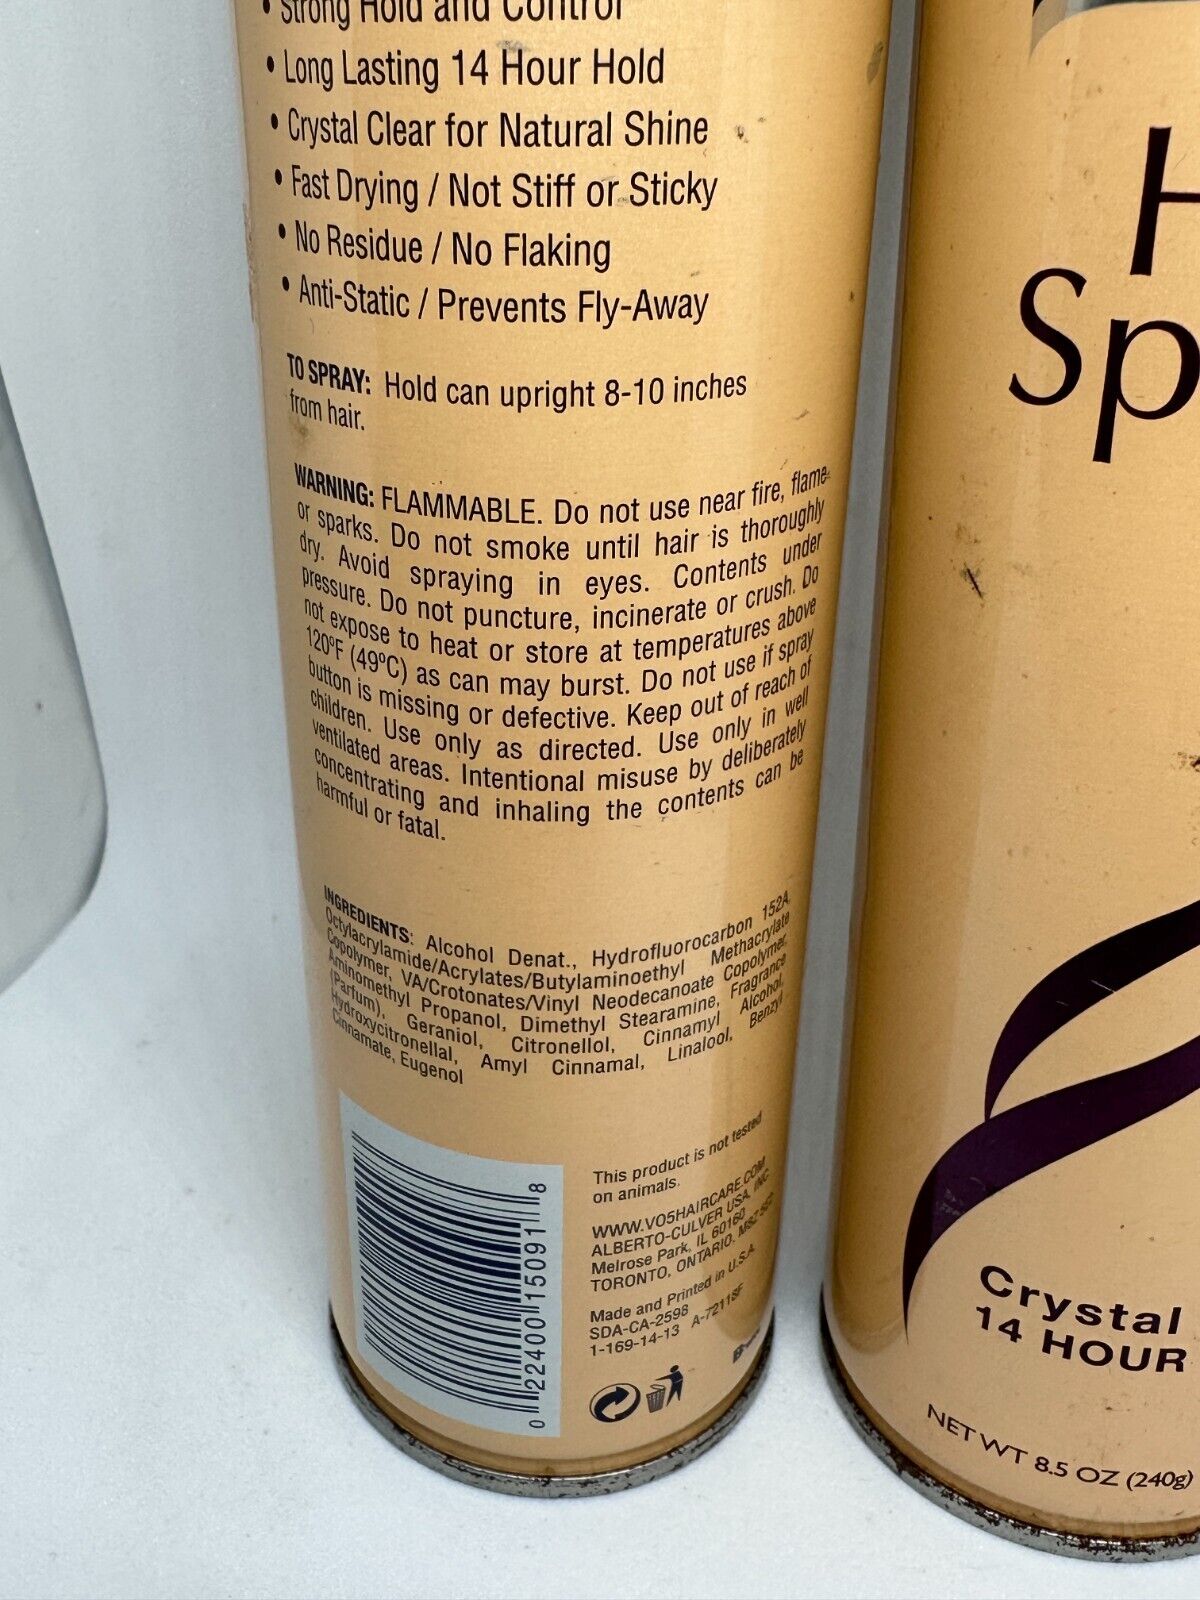 • Strong Hold and Control
• Long Lasting 14 Hour Hold
• Crystal Clear for Natural Shine
• Fast Drying / Not Stiff or Sticky
• No Residue / No Flaking
• Anti-Static / Prevents Fly-Away
TO SPRAY: Hold can upright 8-10 inches
from hair.
WARNING: FLAMMABLE. Do not use near fire, flame
or sparks. Do not smoke until hair is thoroughly
dry. Avoid spraying in eyes. Contents under
pressure. Do not puncture, incinerate or crush. Do
not expose to heat or store at temperatures above
120ºF (49ºC) as can may burst. Do not use if spray
button is missing or defective. Keep out of reach of
children. Use only as directed. Use only in well
ventilated areas. Intentional misuse by deliberately
concentrating and inhaling the contents can be
harmful or fatal.
INGREDIENTS: Alcohol Denat., Hydrofluorocarbon 152A,
Octylacrylamide/Acrylates/Butylaminoethyl Methacrylate
Copolymer, VA/Crotonates/Vinyl Neodecanoate Copolymer,
Aminomethyl Propanol, Dimethyl Stearamine, Fragrance
(Parfum), Geraniol, Citronellol, Cinnamyl Alcohol,
Hydroxycitronellal, Amyl Cinnamal, Linalool, Benzyl
Cinnamate, Eugenol
0 22400 15091 8
This product is not tested
on animals.
WWW.VO5HAIRCARE.COM
ALBERTO-CULVER USA, INC.
Melrose Park, IL 60160
TORONTO, ONTARIO.
Made and Printed in U.S.A.
SDA-CA-2598
1-169-14-13 A-72118F
H
Sp
Crystal
14 HOUR
NET WT 8.5 OZ (240g)